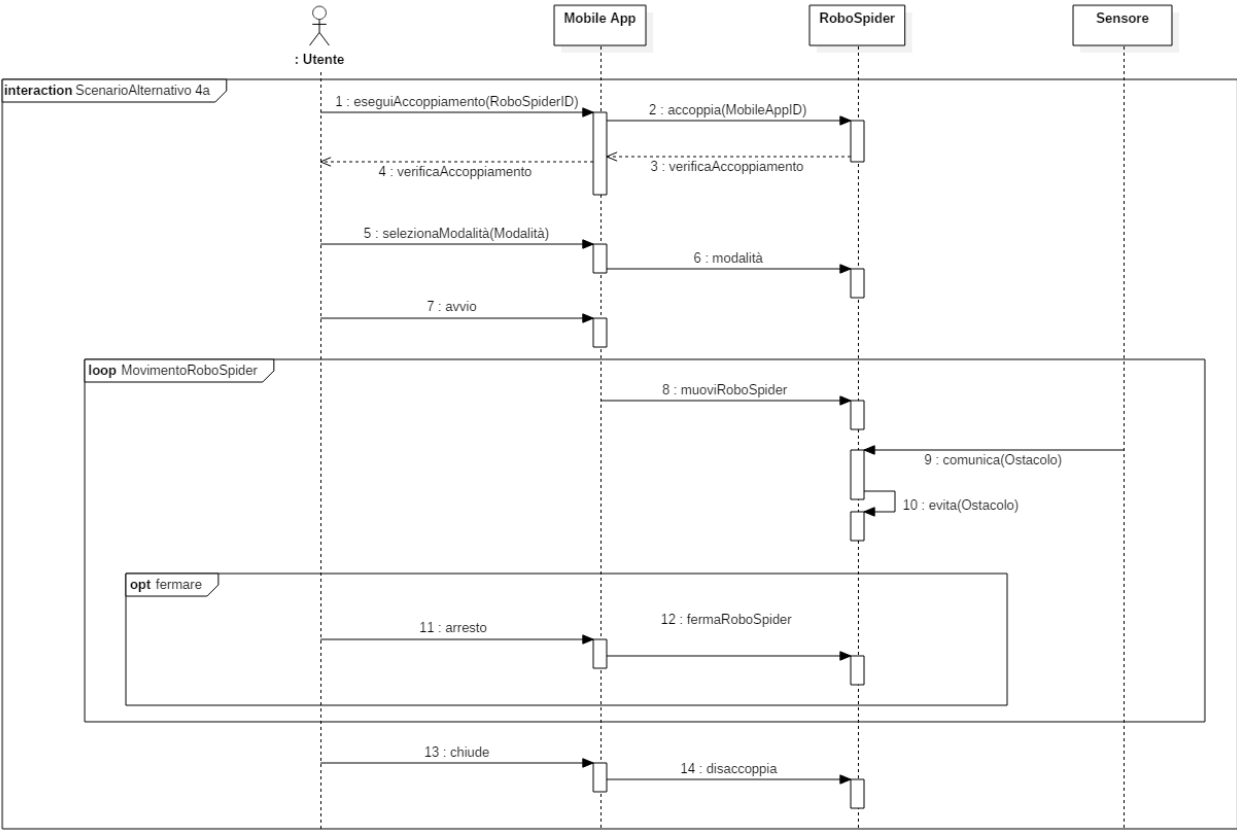 : Utente
Mobile App
RoboSpider
Sensore
interaction ScenarioAlternativo 4a
1 : eseguiAccoppiamento(RoboSpiderID)
2 : accoppia(MobileAppID)
3 : verificaAccoppiamento
4 : verificaAccoppiamento
5 : selezionaModalità(Modalità)
6 : modalità
7 : avvio
loop MovimentoRoboSpider
8 : muoviRoboSpider
9 : comunica(Ostacolo)
10 : evita(Ostacolo)
opt fermare
11 : arresto
12 : fermaRoboSpider
13 : chiude
14 : disaccoppia